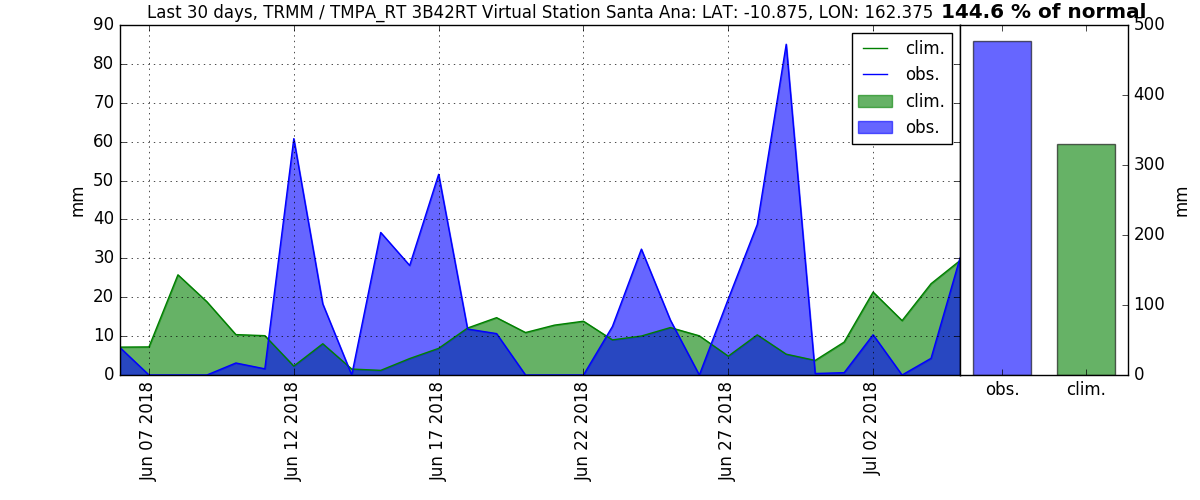 Last 30 days, TRMM / TMPA_RT 3B42RT Virtual Station Santa Ana: LAT: -10.875, LON: 162.375
144.6 % of normal
90
80
70
60
50
40
30
20
10
0
mm
Jun 07 2018
Jun 12 2018
Jun 17 2018
Jun 22 2018
Jun 27 2018
Jul 02 2018
clim.
obs.
clim.
obs.
500
400
300
200
100
0
mm
obs.
clim.